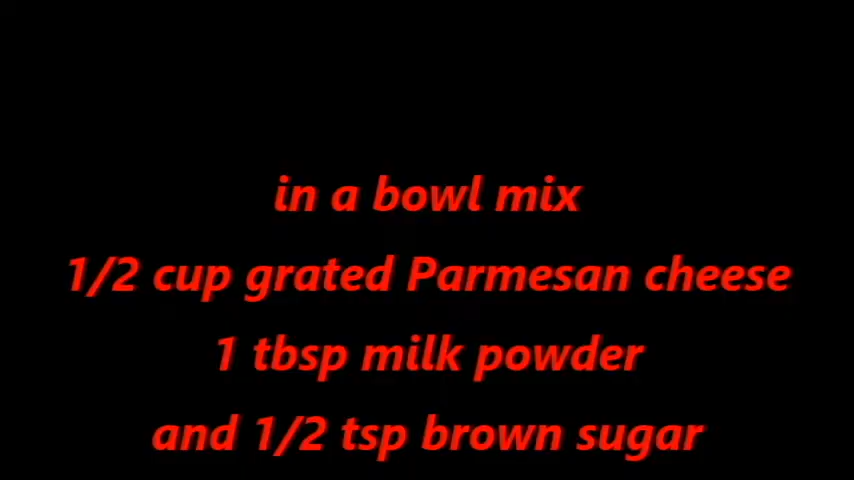 in a bowl mix
1/2 cup grated Parmesan cheese
1 tbsp milk powder
and 1/2 tsp brown sugar